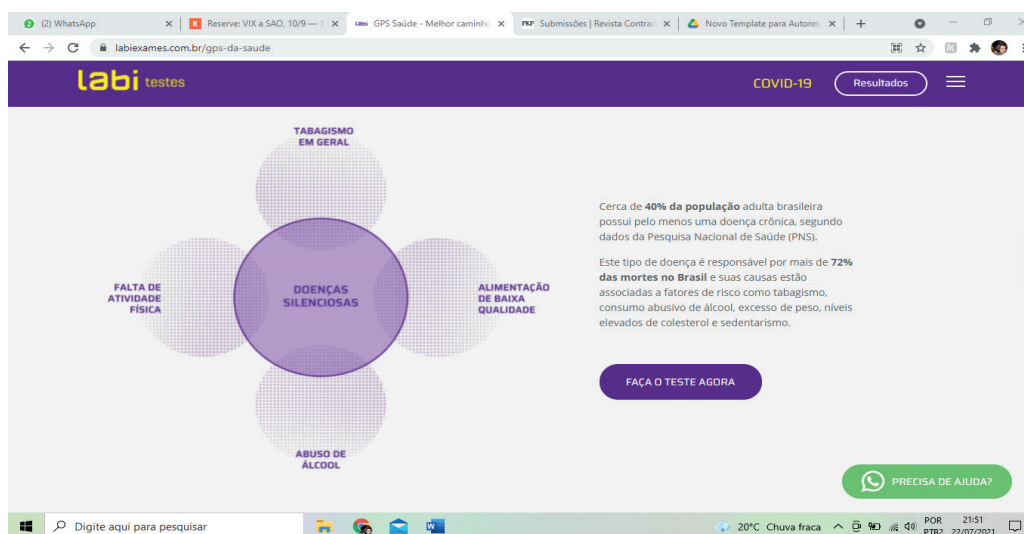 (2) WhatsApp
Reserve: VIX a SAO, 10/9 —
GPS Saúde - Melhor caminho
PKP
Submissões | Revista Contrac
Novo Template para Autores
labiexames.com.br/gps-da-saude
labi testes
COVID-19
Resultados
TABAGISMO
EM GERAL
FALTA DE
ATIVIDADE
FÍSICA
DOENÇAS
SILENCIOSAS
ALIMENTAÇÃO
DE BAIXA
QUALIDADE
ABUSO DE
ÁLCOOL
Cerca de 40% da população adulta brasileira
possui pelo menos uma doença crônica, segundo
dados da Pesquisa Nacional de Saúde (PNS).
Este tipo de doença é responsável por mais de 72%
das mortes no Brasil e suas causas estão
associadas a fatores de risco como tabagismo,
consumo abusivo de álcool, excesso de peso, níveis
elevados de colesterol e sedentarismo.
FAÇA O TESTE AGORA
PRECISA DE AJUDA?
Digite aqui para pesquisar
20°C Chuva fraca
POR
PTB2
21:51
22/07/2021